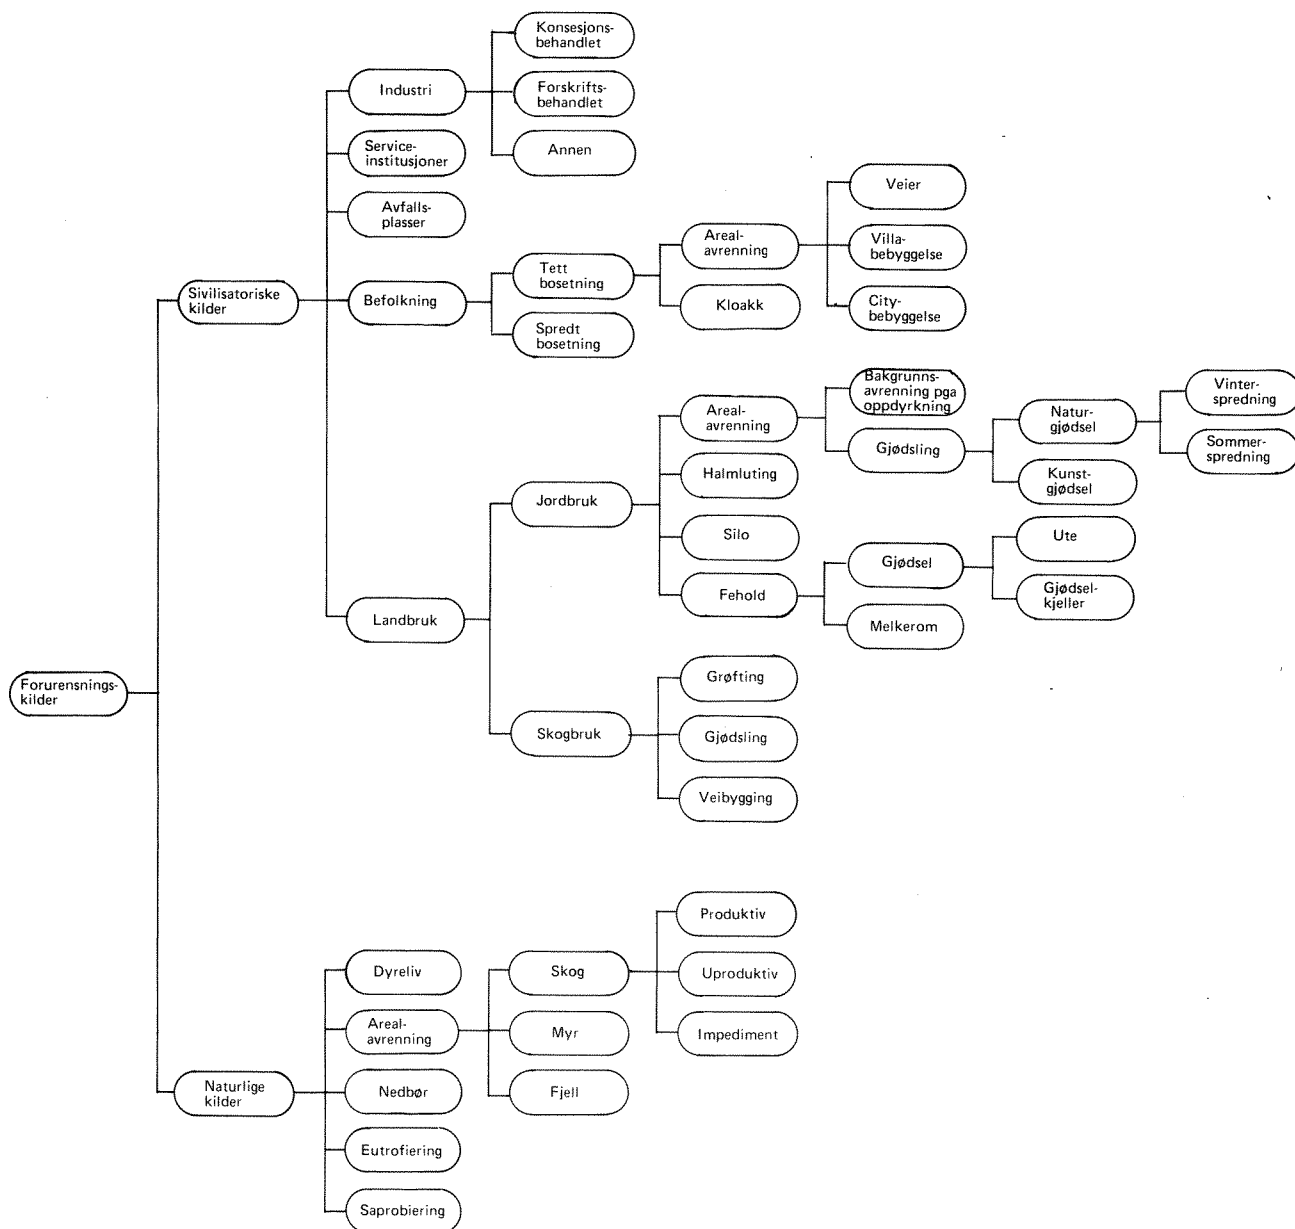 Konsesjons-
behandlet
Industri
Forskrifts-
behandlet
Annen
Service-
institusjoner
Avfalls-
plasser
Sivilisatoriske
kilder
Befolkning
Tett
bosetning
Areal-
avrenning
Veier
Villa-
bebyggelse
City-
bebyggelse
Kloakk
Spredt
bosetning
Landbruk
Jordbruk
Areal-
avrenning
Bakgrunns-
avrenning pga
oppdyrkning
Gjødsling
Natur-
gjødsel
Vinter-
spredning
Sommer-
spredning
Kunst-
gjødsel
Halmluting
Silo
Fehold
Gjødsel
Ute
Gjødsel-
kjeller
Melkerom
Skogbruk
Grøfting
Gjødsling
Veibygging
Forurensnings-
kilder
Naturlige
kilder
Dyreliv
Areal-
avrenning
Skog
Produktiv
Uproduktiv
Impediment
Myr
Fjell
Nedbør
Eutrofiering
Saprobiering